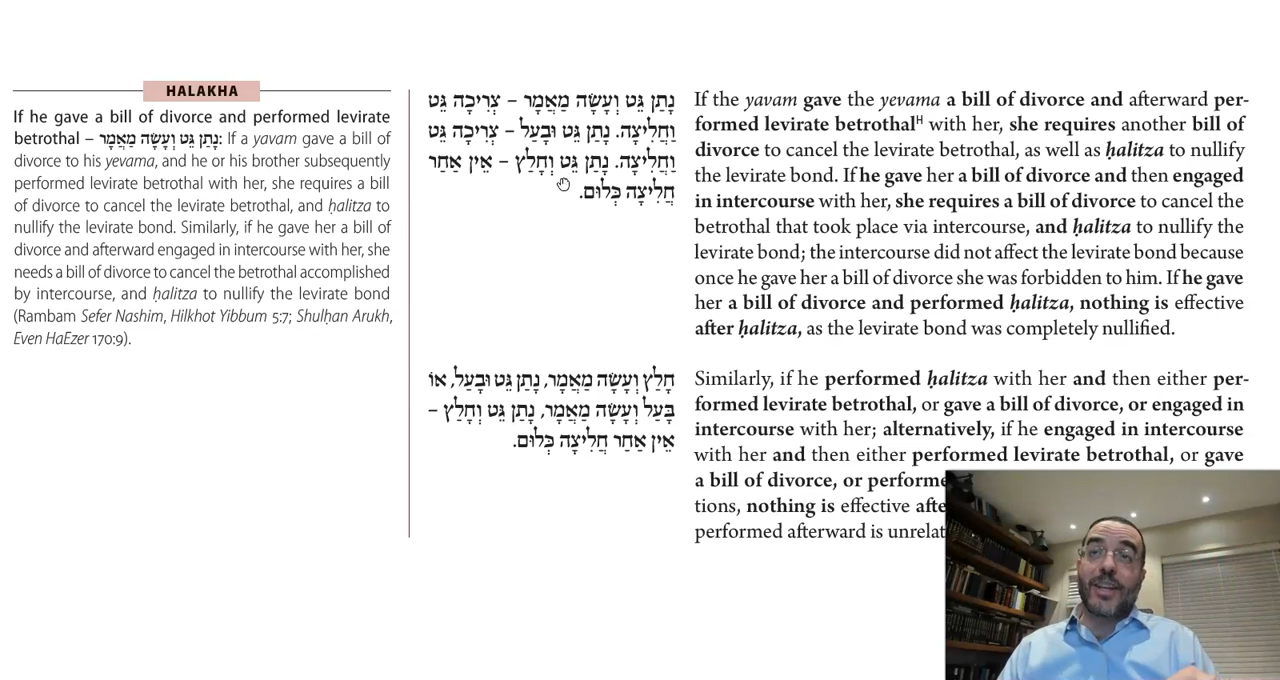 HALAKHA
If he gave a bill of divorce and performed levirate
betrothal – נָתַן גֵּט וְעָשָׂה מַאֲמָר: If a yavam gave a bill of
divorce to his yevama, and he or his brother subsequently
performed levirate betrothal with her, she requires a bill
of divorce to cancel the levirate betrothal, and ḥalitza to
nullify the levirate bond. Similarly, if he gave her a bill of
divorce and afterward engaged in intercourse with her, she
needs a bill of divorce to cancel the betrothal accomplished
by intercourse, and ḥalitza to nullify the levirate bond
(Rambam Sefer Nashim, Hilkhot Yibbum 5:7; Shulḥan Arukh,
Even HaEzer 170:9).
נָתַן גֵּט וְעָשָׂה מַאֲמָר – צְרִיכָה גֵּט
וַחֲלִיצָה. נָתַן גֵּט וּבָעַל – צְרִיכָה גֵּט
וַחֲלִיצָה. נָתַן גֵּט וְחָלַץ – אֵין אַחַר
חֲלִיצָה כְּלוּם.
חָלַץ וְעָשָׂה מַאֲמָר, נָתַן גֵּט וּבָעַל, אוֹ
בָּעַל וְעָשָׂה מַאֲמָר, נָתַן גֵּט וְחָלַץ –
אֵין אַחַר חֲלִיצָה כְּלוּם.
If the yavam gave the yevama a bill of divorce and afterward per-
formed levirate betrothalH with her, she requires another bill of
divorce to cancel the levirate betrothal, as well as ḥalitza to nullify
the levirate bond. If he gave her a bill of divorce and then engaged
in intercourse with her, she requires a bill of divorce to cancel the
betrothal that took place via intercourse, and ḥalitza to nullify the
levirate bond; the intercourse did not affect the levirate bond because
once he gave her a bill of divorce she was forbidden to him. If he gave
her a bill of divorce and performed ḥalitza, nothing is effective
after ḥalitza, as the levirate bond was completely nullified.
Similarly, if he performed ḥalitza with her and then either per-
formed levirate betrothal, or gave a bill of divorce, or engaged in
intercourse with her; alternatively, if he engaged in intercourse
with her and then either performed levirate betrothal, or gave
a bill of divorce, or performe
tions, nothing is effective afte
performed afterward is unrelat